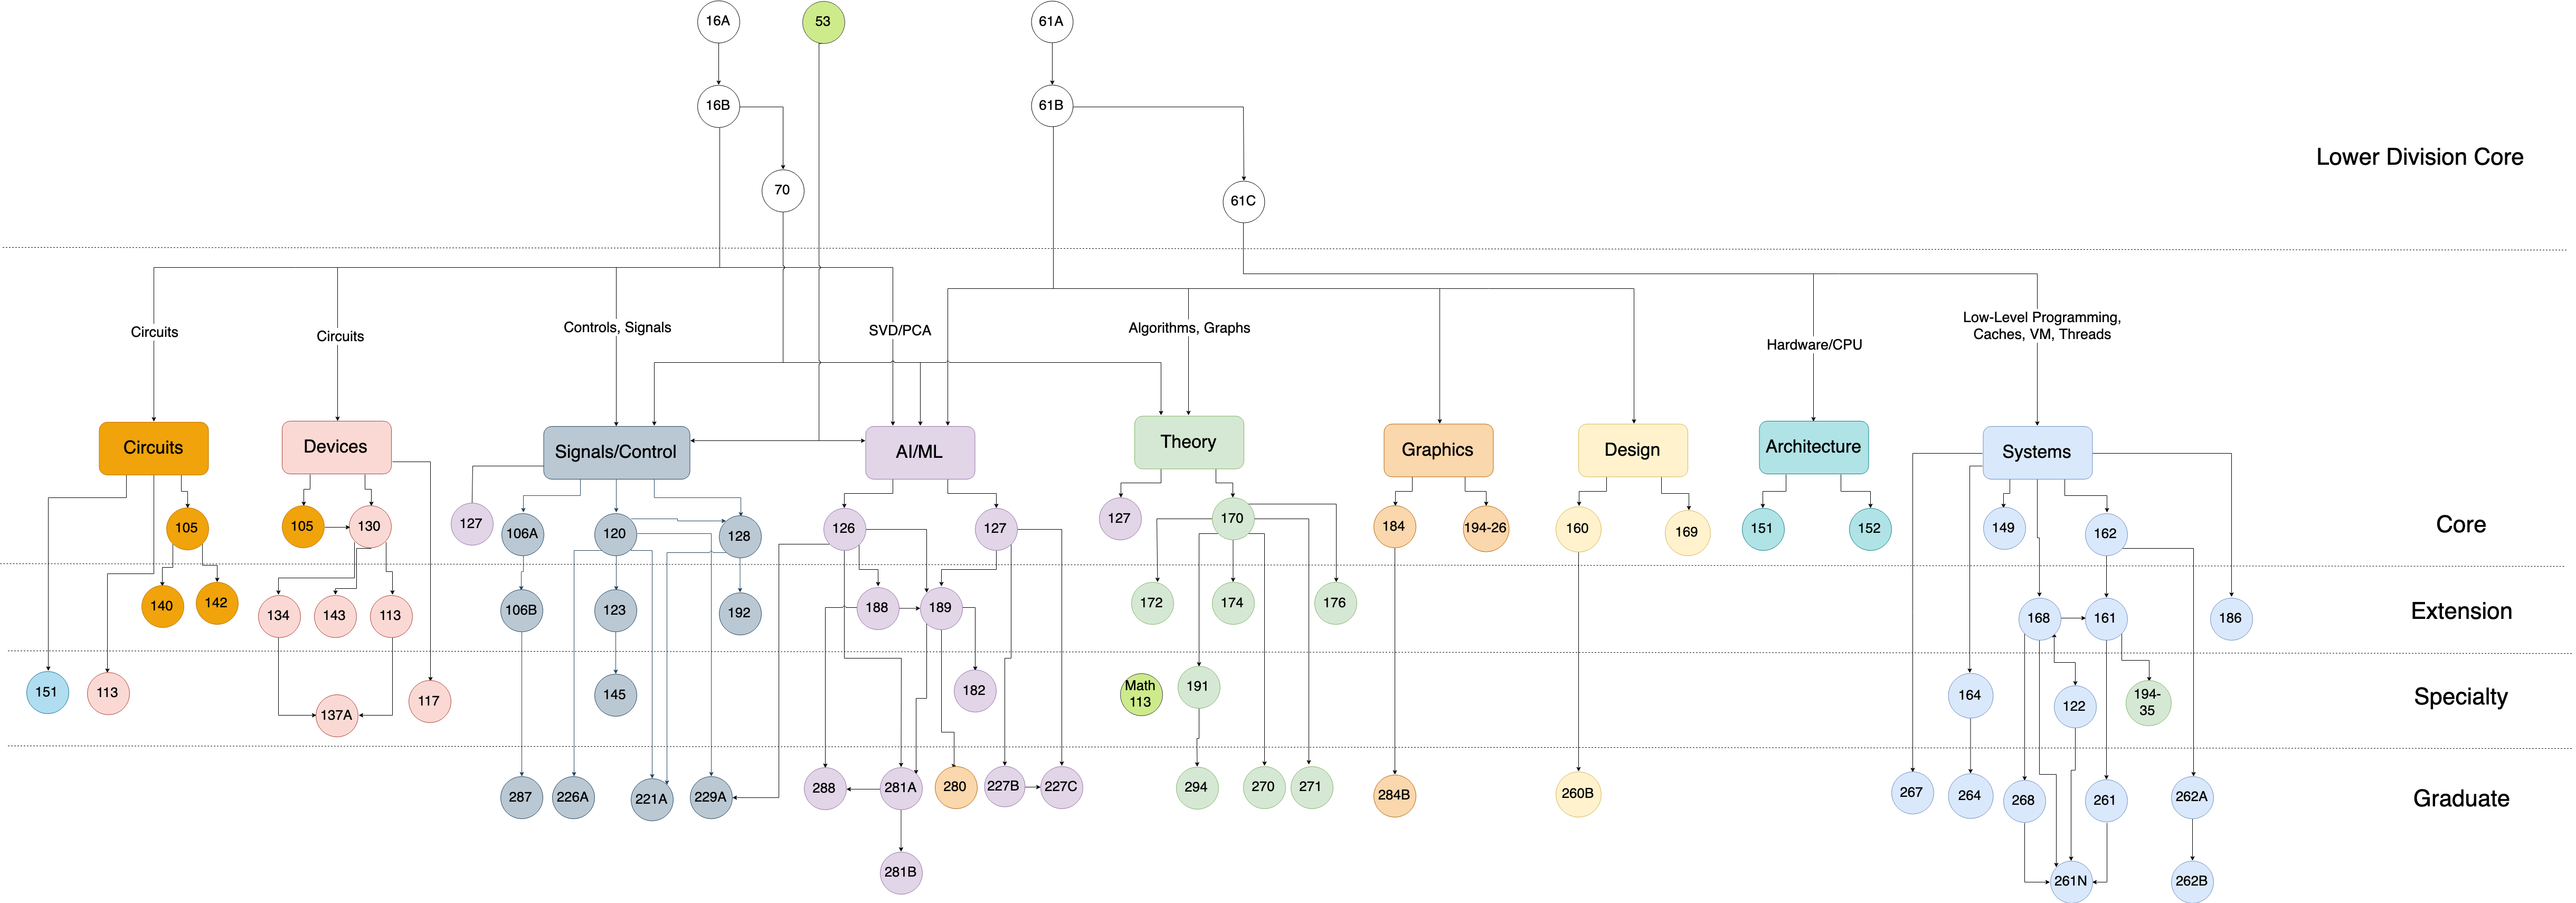 16A
53
61A
16B
61B
70
61C
Lower Division Core
Circuits
Circuits
Controls, Signals
SVD/PCA
Algorithms, Graphs
Hardware/CPU
Low-Level Programming,
Caches, VM, Threads
Circuits
Devices
Signals/Control
AI/ML
Theory
Graphics
Design
Architecture
Systems
105
105
130
127
106A
120
128
126
127
127
170
184
194-26
160
169
151
152
149
162
Core
140
142
134
143
113
106B
123
192
188
189
172
174
176
168
161
186
Extension
151
113
137A
117
145
182
Math
113
191
164
122
194-
35
Specialty
287
226A
221A
229A
288
281A
280
227B
227C
294
270
271
284B
260B
267
264
268
261
262A
Graduate
281B
261N
262B